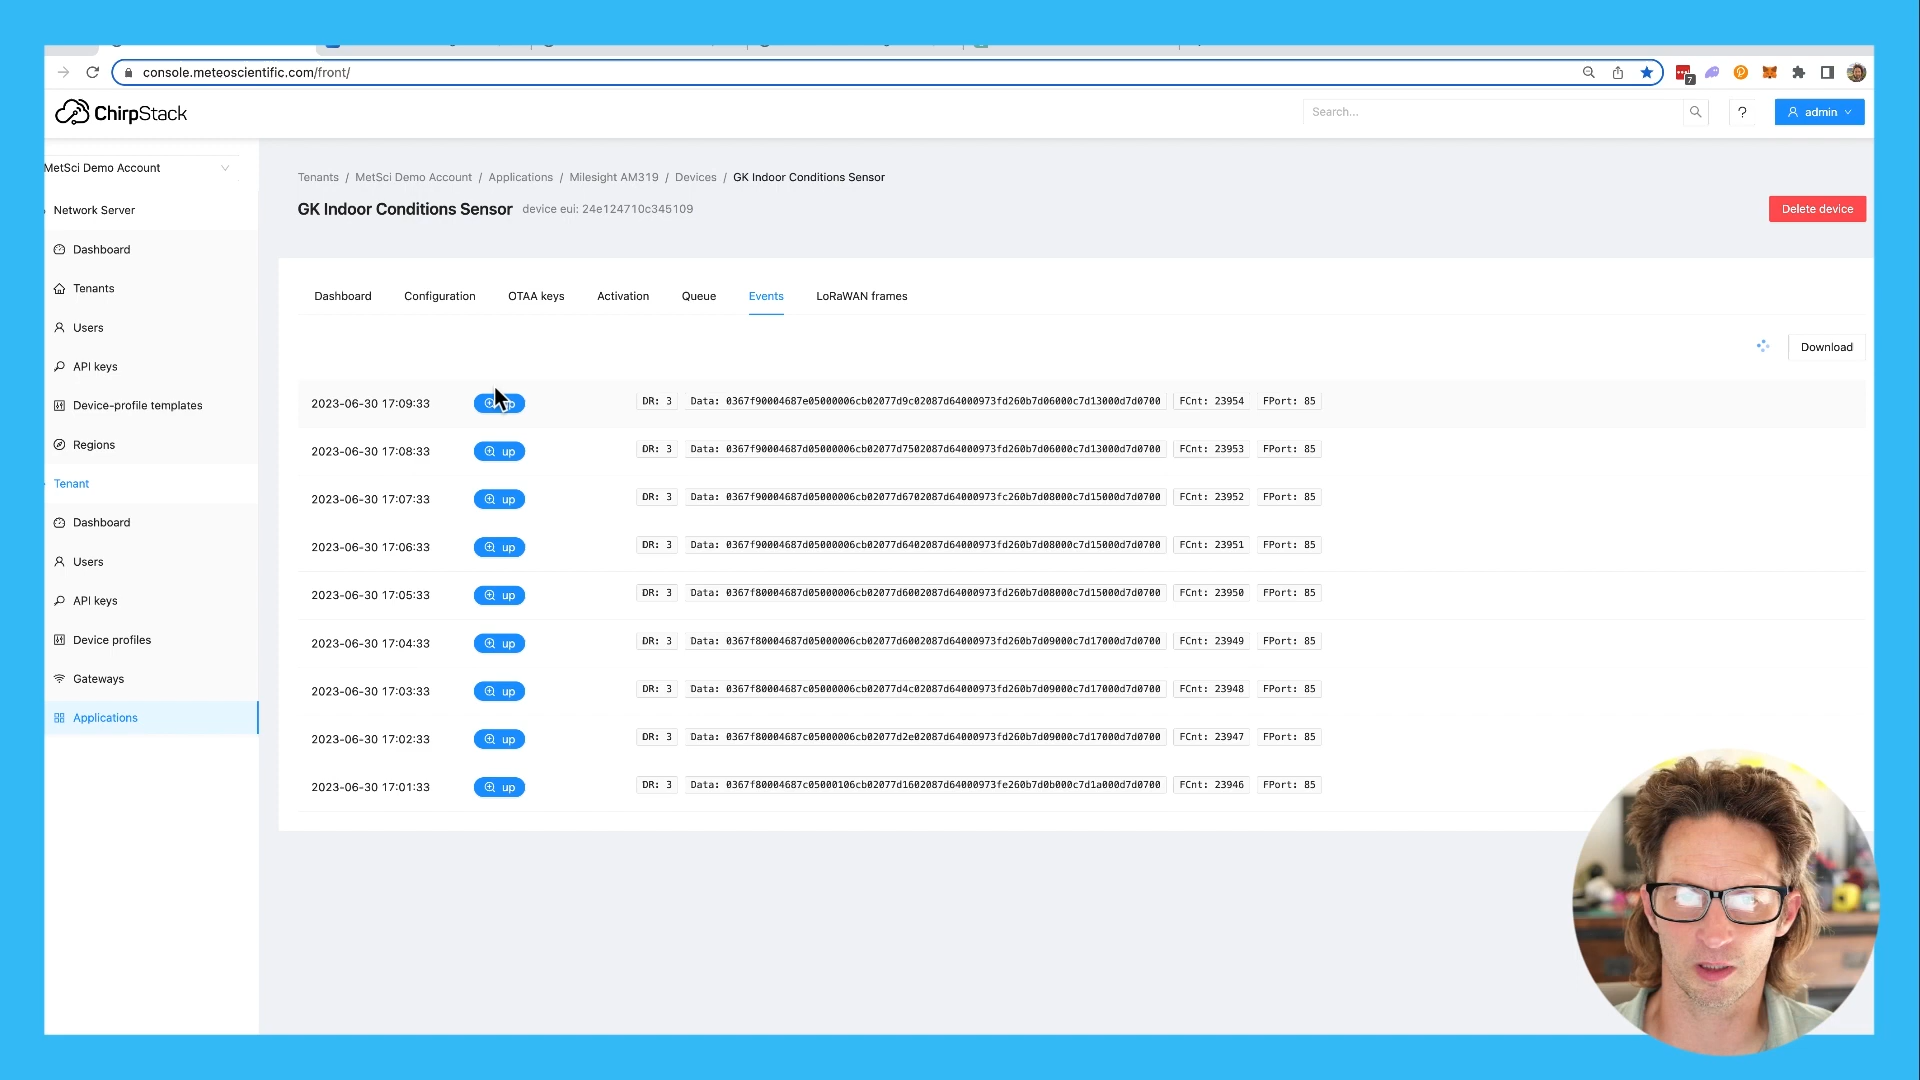 console.meteoscientific.com/front/
7
ChirpStack
Search...
?
admin
MetSci Demo Account
Tenants / MetSci Demo Account / Applications / Milesight AM319 / Devices / GK Indoor Conditions Sensor
GK Indoor Conditions Sensor device eui: 24e124710c345109
Delete device
Network Server
Dashboard
Tenants
Users
API keys
Device-profile templates
Regions
Tenant
Dashboard
Users
API keys
Device profiles
Gateways
Applications
Dashboard Configuration OTAA keys Activation Queue Events LoRaWAN frames
Download
2023-06-30 17:09:33 DR: 3 Data: 0367f90004687e05000006cb02077d9c02087d64000973fd260b7d06000c7d13000d7d0700 FCnt: 23954 FPort: 85
2023-06-30 17:08:33 up DR: 3 Data: 0367f90004687d05000006cb02077d7502087d64000973fd260b7d06000c7d13000d7d0700 FCnt: 23953 FPort: 85
2023-06-30 17:07:33 up DR: 3 Data: 0367f90004687d05000006cb02077d6702087d64000973fc260b7d08000c7d15000d7d0700 FCnt: 23952 FPort: 85
2023-06-30 17:06:33 up DR: 3 Data: 0367f90004687d05000006cb02077d6402087d64000973fd260b7d08000c7d15000d7d0700 FCnt: 23951 FPort: 85
2023-06-30 17:05:33 up DR: 3 Data: 0367f80004687d05000006cb02077d6002087d64000973fd260b7d08000c7d15000d7d0700 FCnt: 23950 FPort: 85
2023-06-30 17:04:33 up DR: 3 Data: 0367f80004687d05000006cb02077d6002087d64000973fd260b7d09000c7d17000d7d0700 FCnt: 23949 FPort: 85
2023-06-30 17:03:33 up DR: 3 Data: 0367f80004687c05000006cb02077d4c02087d64000973fd260b7d09000c7d17000d7d0700 FCnt: 23948 FPort: 85
2023-06-30 17:02:33 up DR: 3 Data: 0367f80004687c05000006cb02077d2e02087d64000973fd260b7d09000c7d17000d7d0700 FCnt: 23947 FPort: 85
2023-06-30 17:01:33 up DR: 3 Data: 0367f80004687c05000106cb02077d1602087d64000973fe260b7d0b000c7d1a000d7d0700 FCnt: 23946 FPort: 85